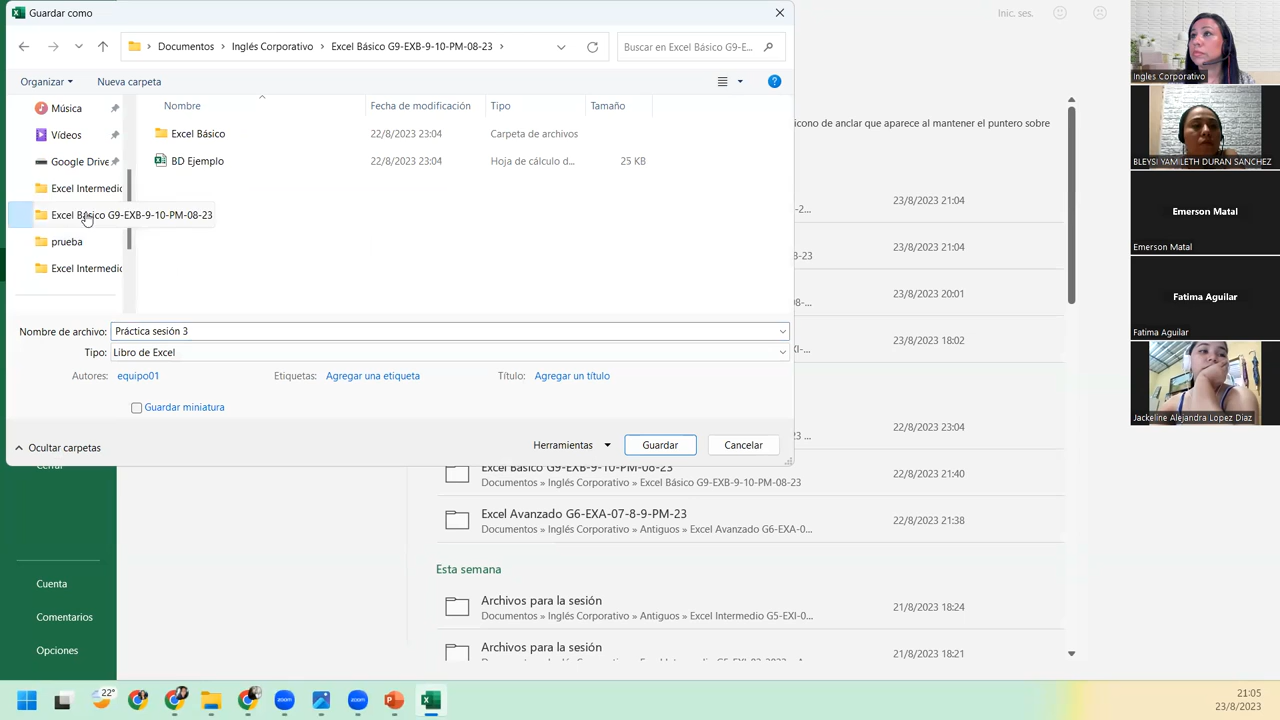 Guardar como
Documentos > Inglés Corporativo > Excel Básico G9-EXB-9-10-PM-08-23 >
Buscar en Excel Básico G9-E...
Organizar
Nueva carpeta
Nombre
Fecha de modificación
Tipo
Tamaño
Música
Vídeos
Google Drive
Excel Intermedic
Excel Básico G9-EXB-9-10-PM-08-23
prueba
Excel Intermedic
Excel Básico
22/8/2023 23:04
Carpeta de archivos
BD Ejemplo
22/8/2023 23:04
Hoja de cálculo d...
25 KB
Nombre de archivo:
Práctica sesión 3
Tipo:
Libro de Excel
Autores:
equipo01
Etiquetas:
Agregar una etiqueta
Título:
Agregar un título
Guardar miniatura
Ocultar carpetas
Herramientas
Guardar
Cancelar
Inic. ses.
icono de anclar que aparece al mantener el puntero sobre
-2...
23/8/2023 21:04
23/8/2023 21:04
8-23
23/8/2023 20:01
08-...
23/8/2023 18:02
XI-...
22/8/2023 23:04
23 ...
Excel Básico G9-EXB-9-10-PM-08-23
Documentos » Inglés Corporativo » Excel Básico G9-EXB-9-10-PM-08-23
22/8/2023 21:40
Excel Avanzado G6-EXA-07-8-9-PM-23
Documentos » Inglés Corporativo » Antiguos » Excel Avanzado G6-EXA-0...
22/8/2023 21:38
Esta semana
Archivos para la sesión
Documentos » Inglés Corporativo » Antiguos » Excel Intermedio G5-EXI-0...
21/8/2023 18:24
Archivos para la sesión
21/8/2023 18:21
Cerrar
Cuenta
Comentarios
Opciones
Ingles Corporativo
BLEYSI YAMILETH DURAN SANCHEZ
Emerson Matal
Emerson Matal
Fatima Aguilar
Fatima Aguilar
Jackeline Alejandra Lopez Diaz
22°
zoom
zoom
21:05
23/8/2023